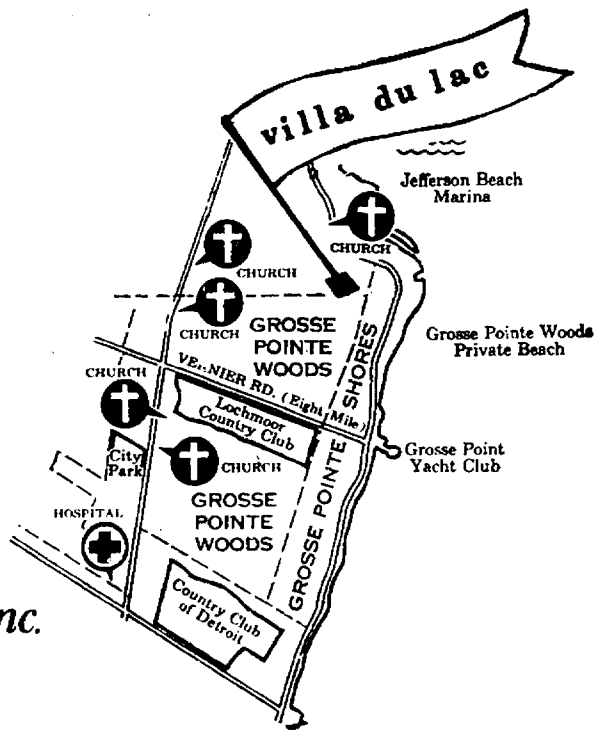 villa du lac
Jefferson Beach
Marina
CHURCH
CHURCH
CHURCH
GROSSE
POINTE
WOODS
GROSSE POINTE SHORES
Grosse Pointe Woods
Private Beach
CHURCH
VERNIER RD. (Eight Mile)
Lochmoor
Country Club
City
Park
CHURCH
Grosse Point
Yacht Club
GROSSE
POINTE
WOODS
HOSPITAL
Country Club
of Detroit
nc.